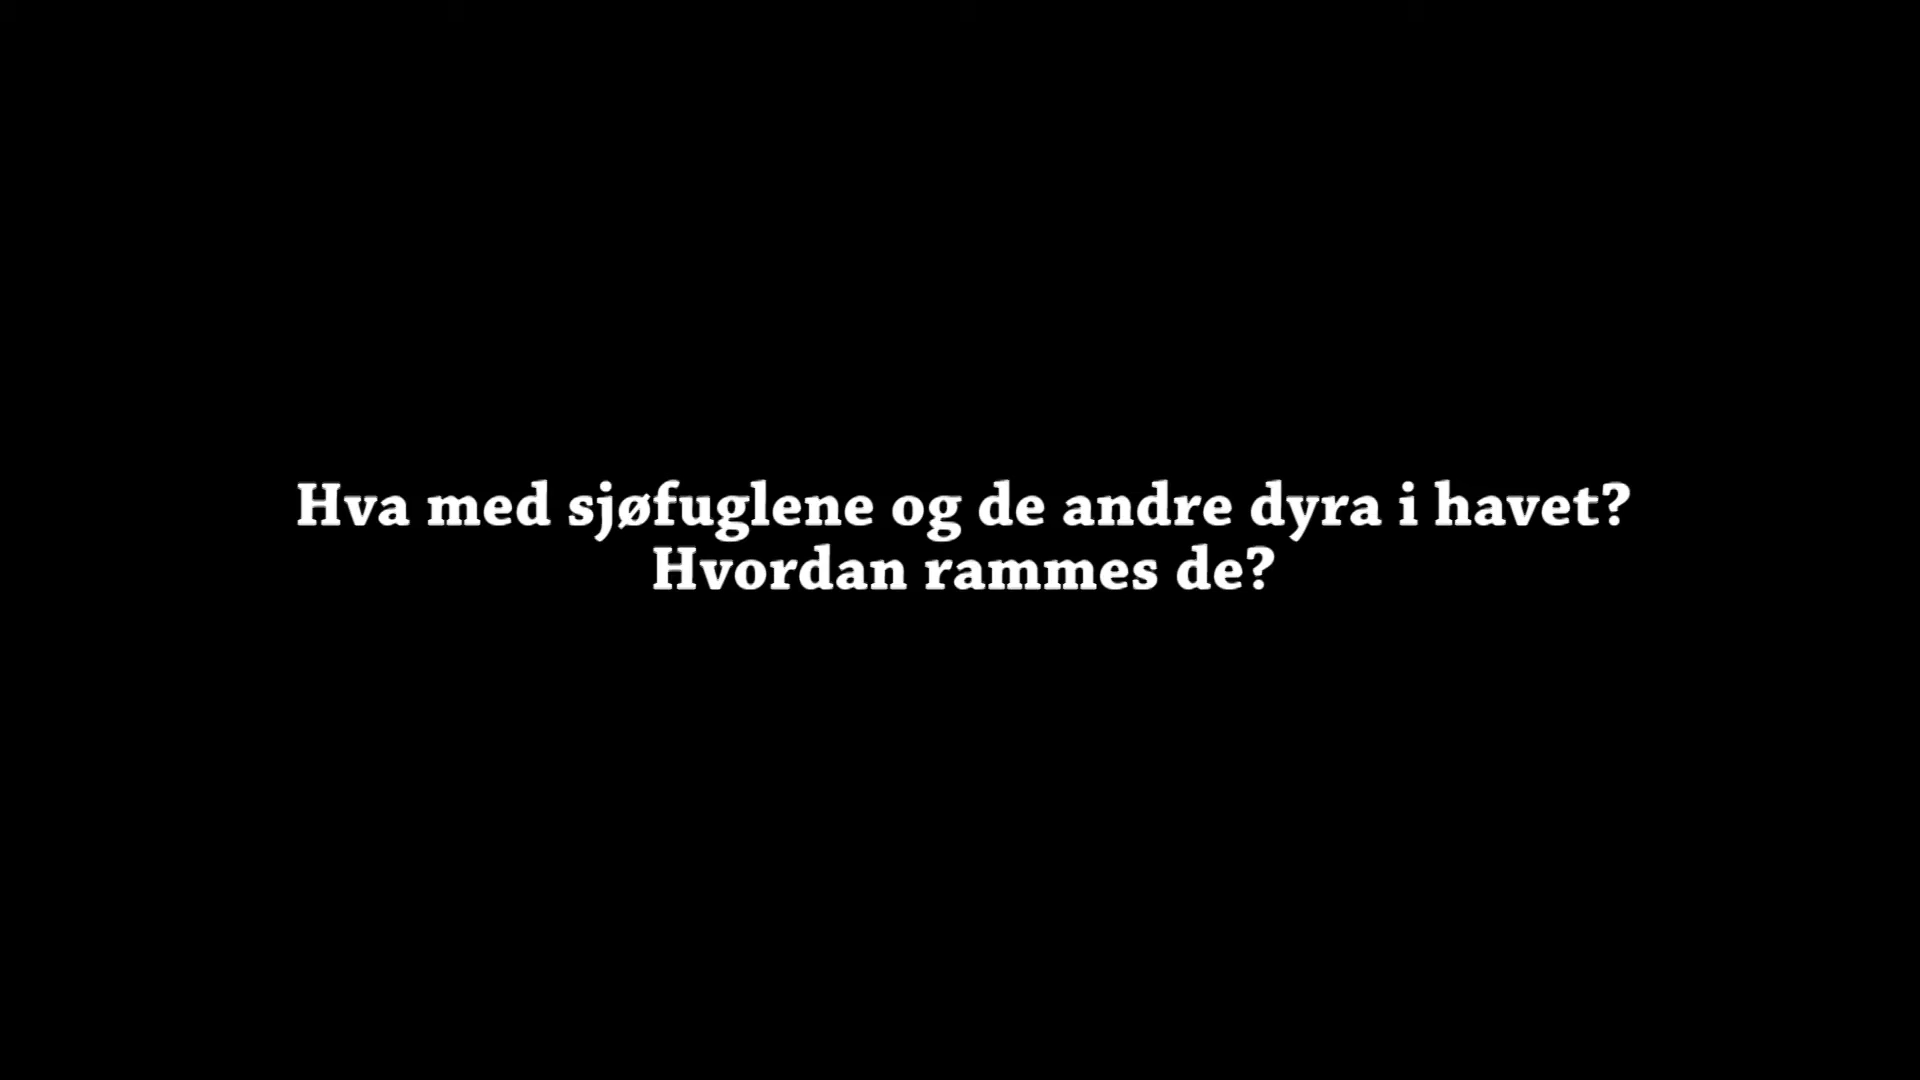 Hva med sjøfuglene og de andre dyra i havet?
Hvordan rammes de?